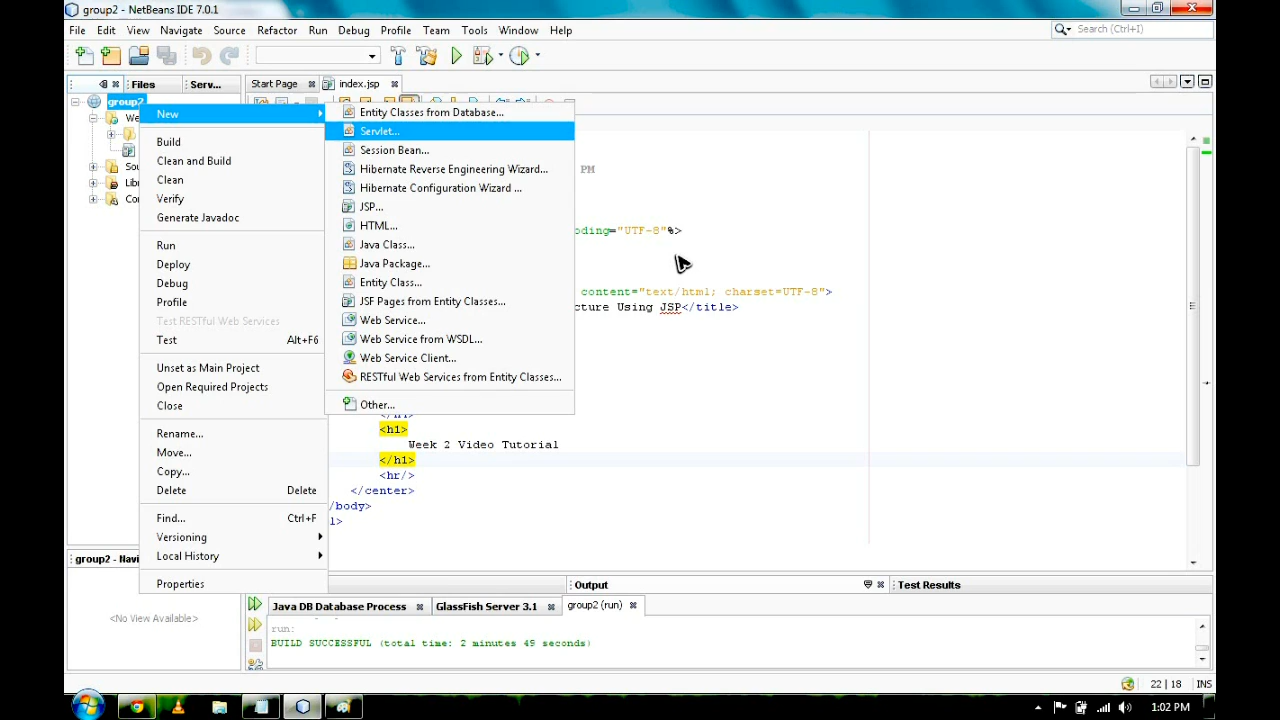 group2 - NetBeans IDE 7.0.1
File Edit View Navigate Source Refactor Run Debug Profile Team Tools Window Help
Search (Ctrl+I)
Files Serv... Start Page index.jsp
group2
We
Sou
Lib
Co
New
Build
Clean and Build
Clean
Verify
Generate Javadoc
Run
Deploy
Debug
Profile
Test RESTful Web Services
Test Alt+F6
Unset as Main Project
Open Required Projects
Close
Rename...
Move...
Copy...
Delete Delete
Find... Ctrl+F
Versioning
Local History
Properties
Entity Classes from Database...
Servlet...
Session Bean...
Hibernate Reverse Engineering Wizard...
Hibernate Configuration Wizard ...
JSP...
HTML...
Java Class...
Java Package...
Entity Class...
JSF Pages from Entity Classes...
Web Service...
Web Service from WSDL...
Web Service Client...
RESTful Web Services from Entity Classes...
Other...
PM
oding="UTF-8"%>
content="text/html; charset=UTF-8">
cture Using JSP</title>
<h1>
Week 2 Video Tutorial
</h1>
<hr/>
</center>
/body>
l>
group2 - Navi
<No View Available>
Output Test Results
Java DB Database Process GlassFish Server 3.1 group2 (run)
run:
BUILD SUCCESSFUL (total time: 2 minutes 49 seconds)
22 | 18 INS
1:02 PM